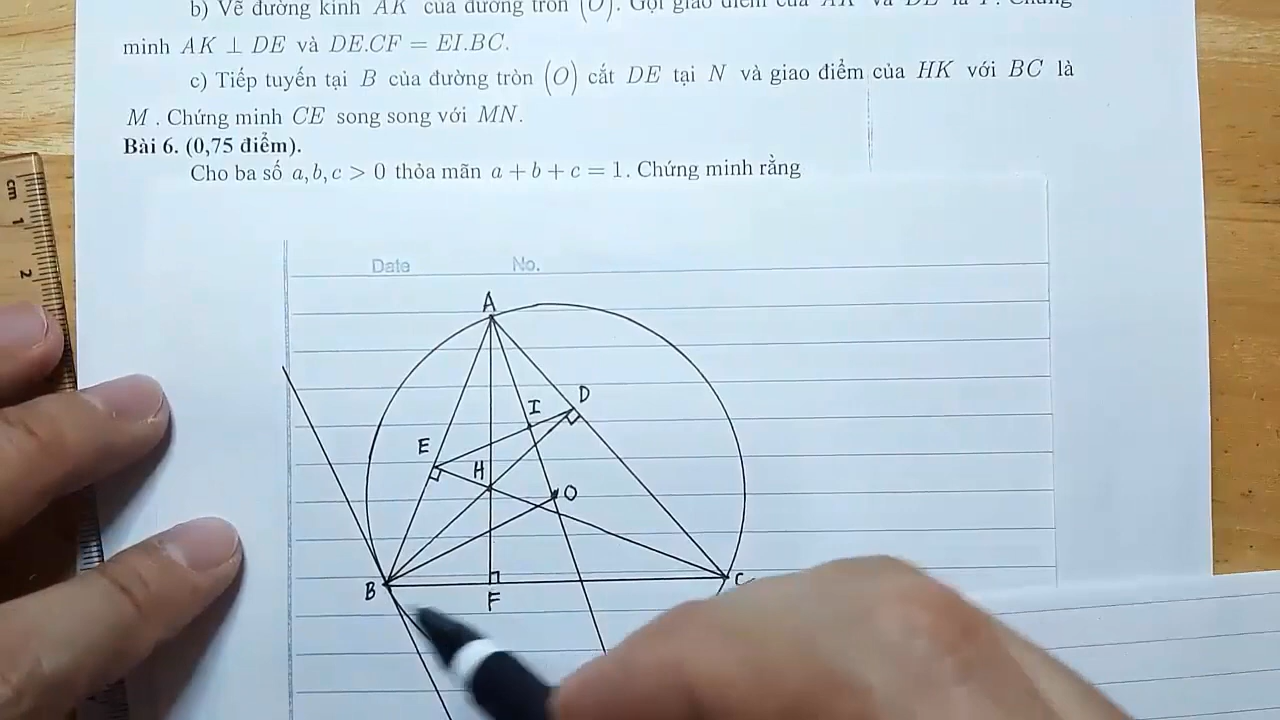 b) Vẽ đường kính AK của đường tròn (O). Gọi giao điểm của AK và DE là I. Chứng
minh AK ⊥ DE và DE.CF = EI.BC.
c) Tiếp tuyến tại B của đường tròn (O) cắt DE tại N và giao điểm của HK với BC là
M. Chứng minh CE song song với MN.
Bài 6. (0,75 điểm).
Cho ba số a,b,c > 0 thỏa mãn a + b + c = 1. Chứng minh rằng
cm 1 2
Date No.
A
D
I
E
H
O
B
F
C